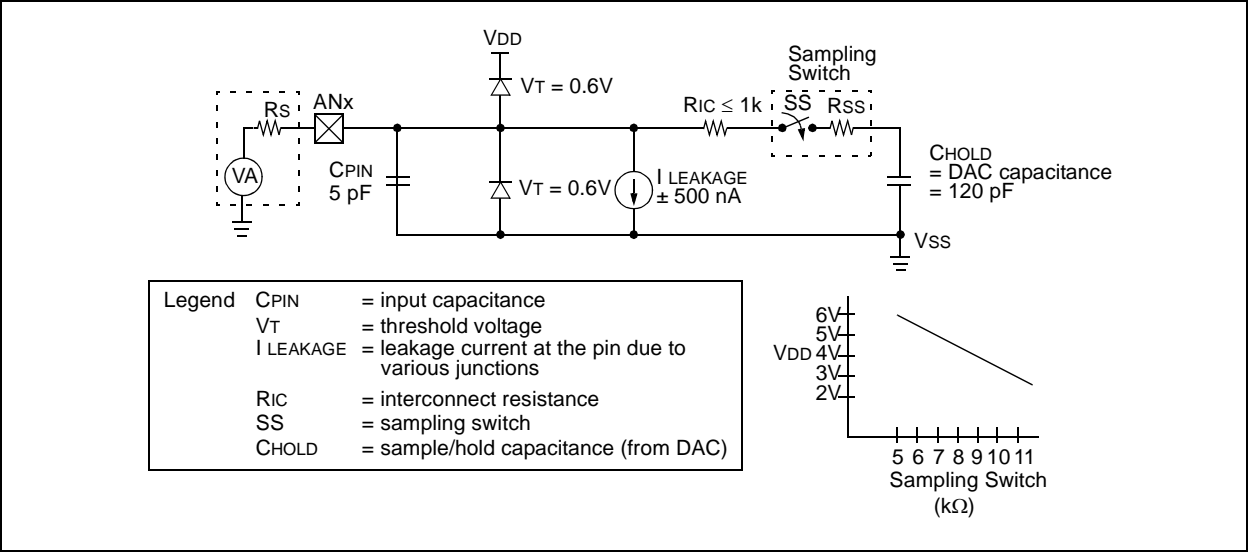 VDD
Sampling
Switch
VT = 0.6V
RS
ANx
RIC ≤ 1k
SS
RSS
VA
CPIN
5 pF
VT = 0.6V
I LEAKAGE
± 500 nA
CHOLD
= DAC capacitance
= 120 pF
VSS
Legend CPIN = input capacitance
VT = threshold voltage
I LEAKAGE = leakage current at the pin due to
various junctions
RIC = interconnect resistance
SS = sampling switch
CHOLD = sample/hold capacitance (from DAC)
6V
5V
VDD 4V
3V
2V
5 6 7 8 9 10 11
Sampling Switch
(kΩ)